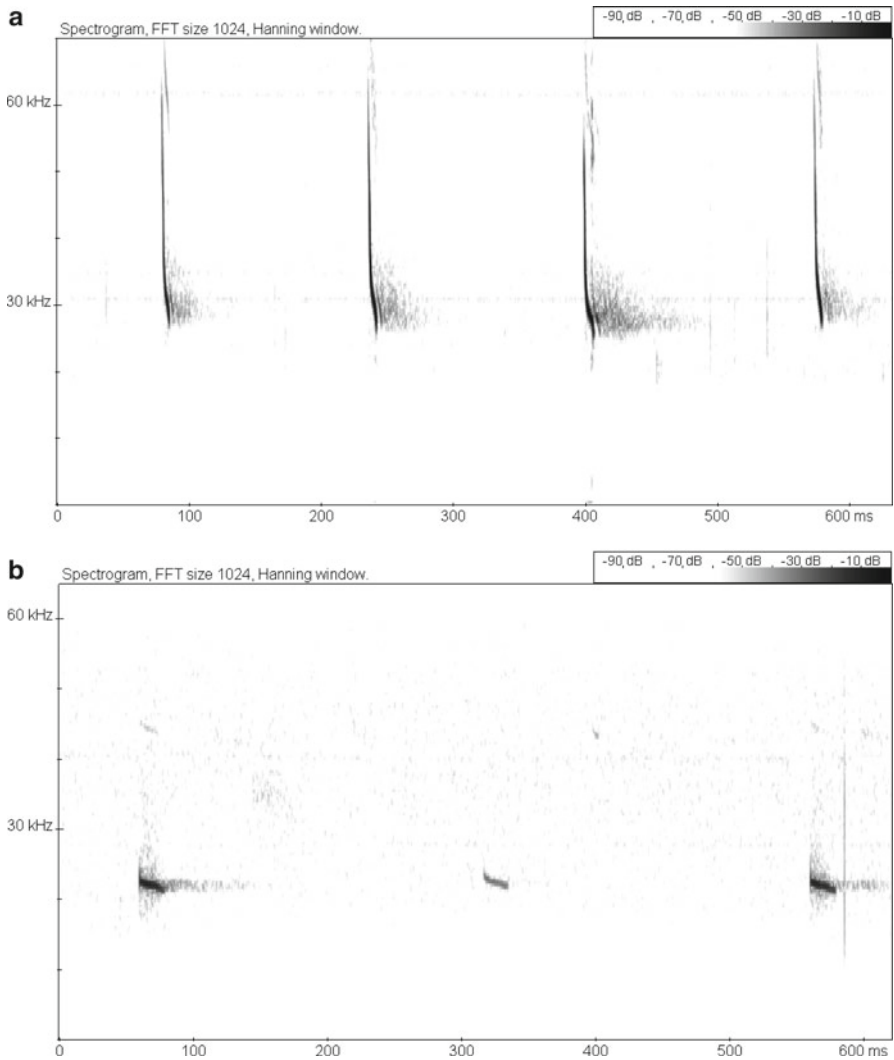 a
Spectrogram, FFT size 1024, Hanning window.
-90 dB , -70 dB , -50 dB , -30 dB , -10 dB
60 kHz
30 kHz
0 100 200 300 400 500 600 ms
b
Spectrogram, FFT size 1024, Hanning window.
-90 dB , -70 dB , -50 dB , -30 dB , -10 dB
60 kHz
30 kHz
0 100 200 300 400 500 600 ms